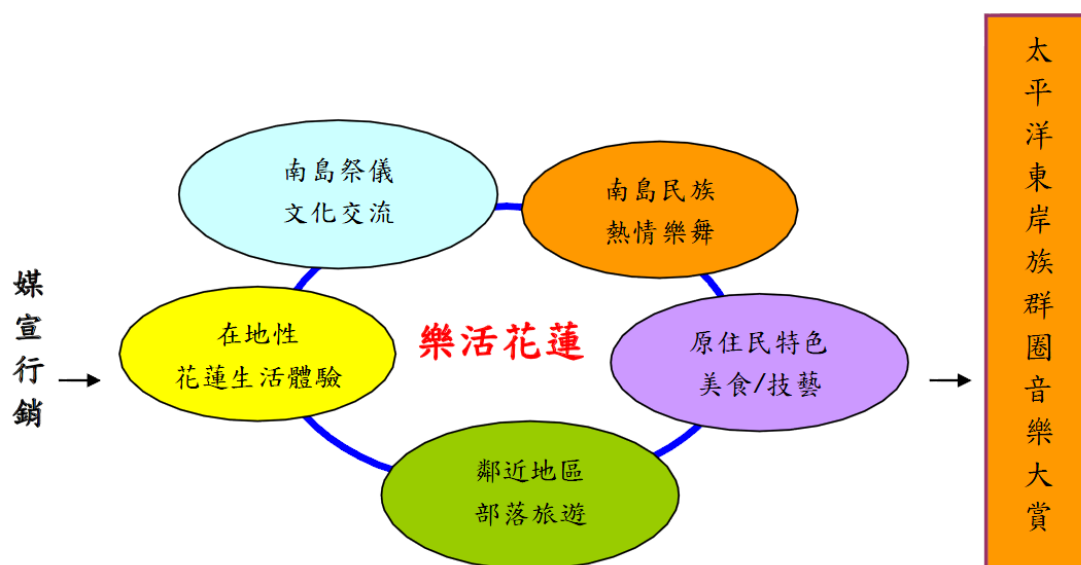 媒宣行銷
南島祭儀
文化交流
南島民族
熱情樂舞
在地性
花蓮生活體驗
樂活花蓮
原住民特色
美食/技藝
鄰近地區
部落旅遊
太平洋東岸族群圈音樂大賞